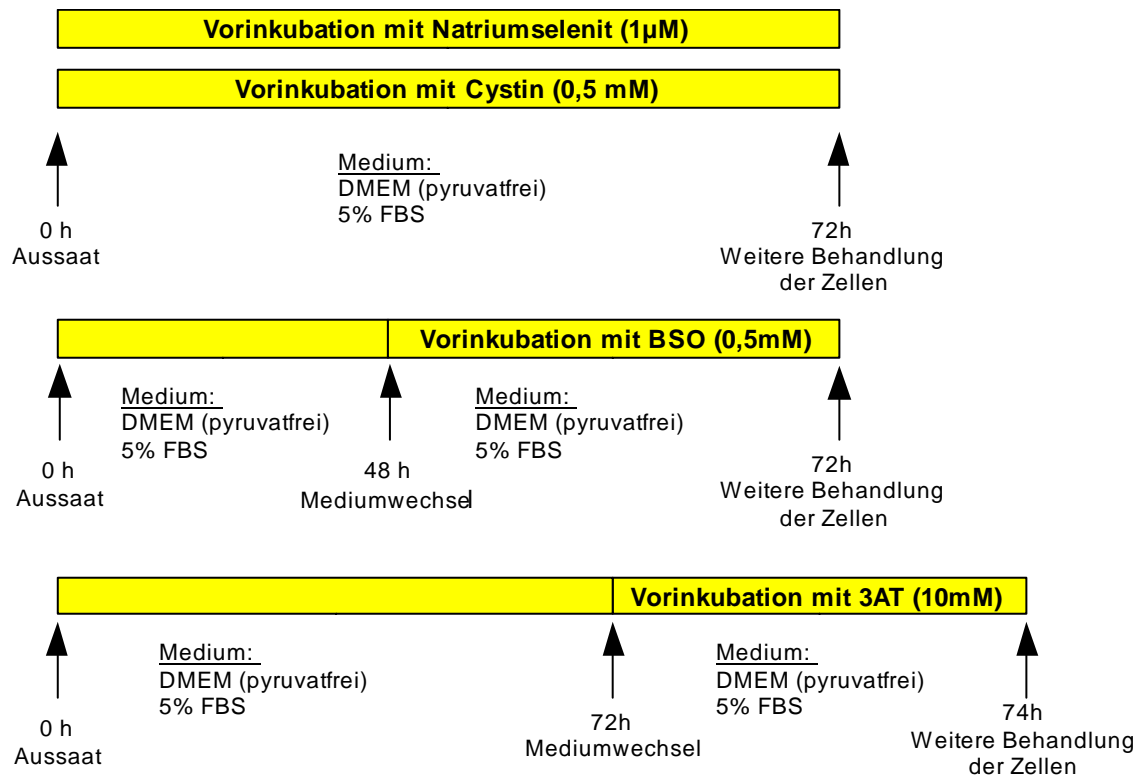 Vorinkubation mit Natriumselenit (1µM)
Vorinkubation mit Cystin (0,5 mM)
Medium:
DMEM (pyruvatfrei)
5% FBS
0 h
Aussaat
72h
Weitere Behandlung
der Zellen
Vorinkubation mit BSO (0,5mM)
Medium:
DMEM (pyruvatfrei)
5% FBS
Medium:
DMEM (pyruvatfrei)
5% FBS
0 h
Aussaat
48 h
Mediumwechsel
72h
Weitere Behandlung
der Zellen
Vorinkubation mit 3AT (10mM)
Medium:
DMEM (pyruvatfrei)
5% FBS
Medium:
DMEM (pyruvatfrei)
5% FBS
0 h
Aussaat
72h
Mediumwechsel
74h
Weitere Behandlung
der Zellen